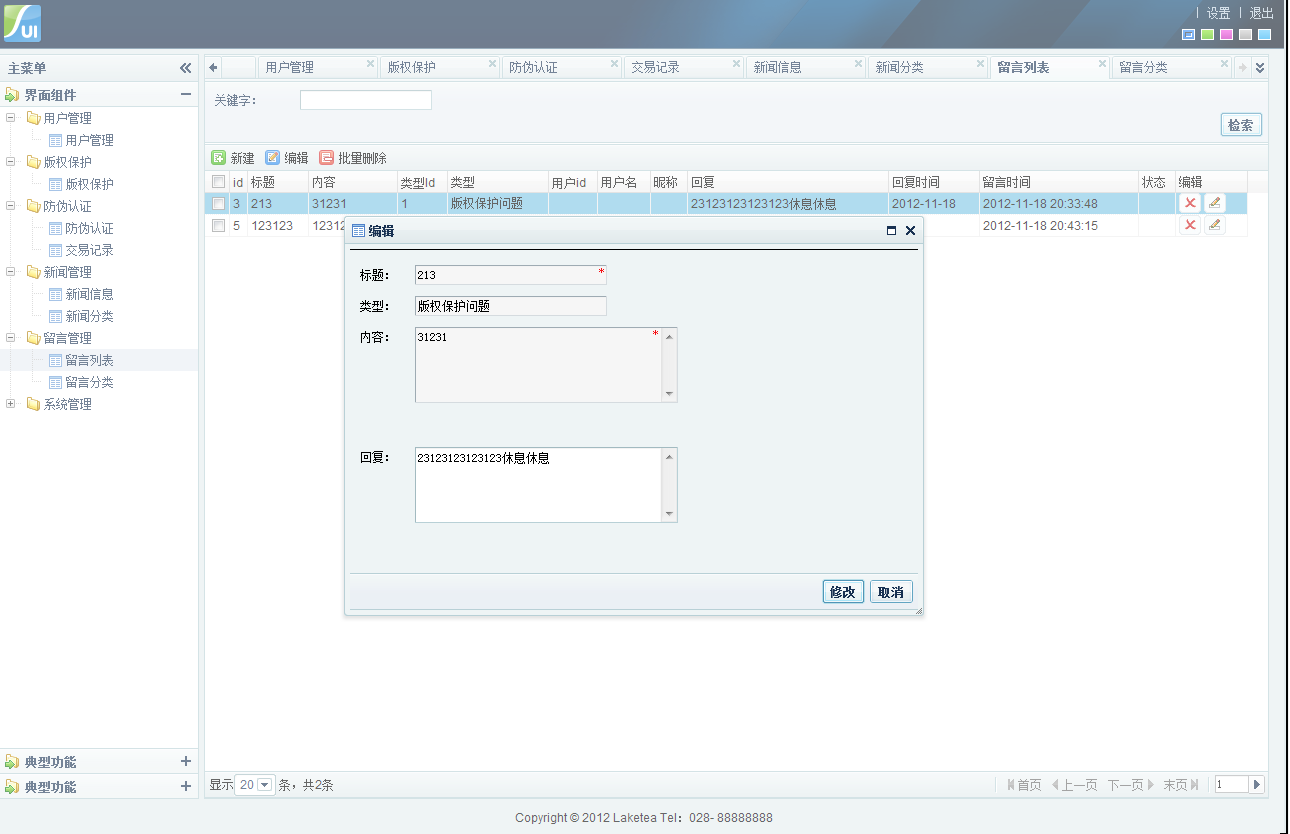 UI
设置 退出
主菜单
界面组件
用户管理
用户管理
版权保护
版权保护
防伪认证
防伪认证
交易记录
新闻管理
新闻信息
新闻分类
留言管理
留言列表
留言分类
系统管理
典型功能
典型功能
用户管理 版权保护 防伪认证 交易记录 新闻信息 新闻分类 留言列表 留言分类
关键字：
检索
新建 编辑 批量删除
id 标题 内容 类型Id 类型 用户id 用户名 昵称 回复 回复时间 留言时间 状态 编辑
3 213 31231 1 版权保护问题 23123123123123休息休息 2012-11-18 2012-11-18 20:33:48
5 123123 12312 2012-11-18 20:43:15
编辑
标题： 213 *
类型： 版权保护问题
内容： 31231 *
回复： 23123123123123休息休息
修改 取消
显示 20 条，共2条 首页 上一页 下一页 末页 1
Copyright © 2012 Laketea Tel：028- 88888888